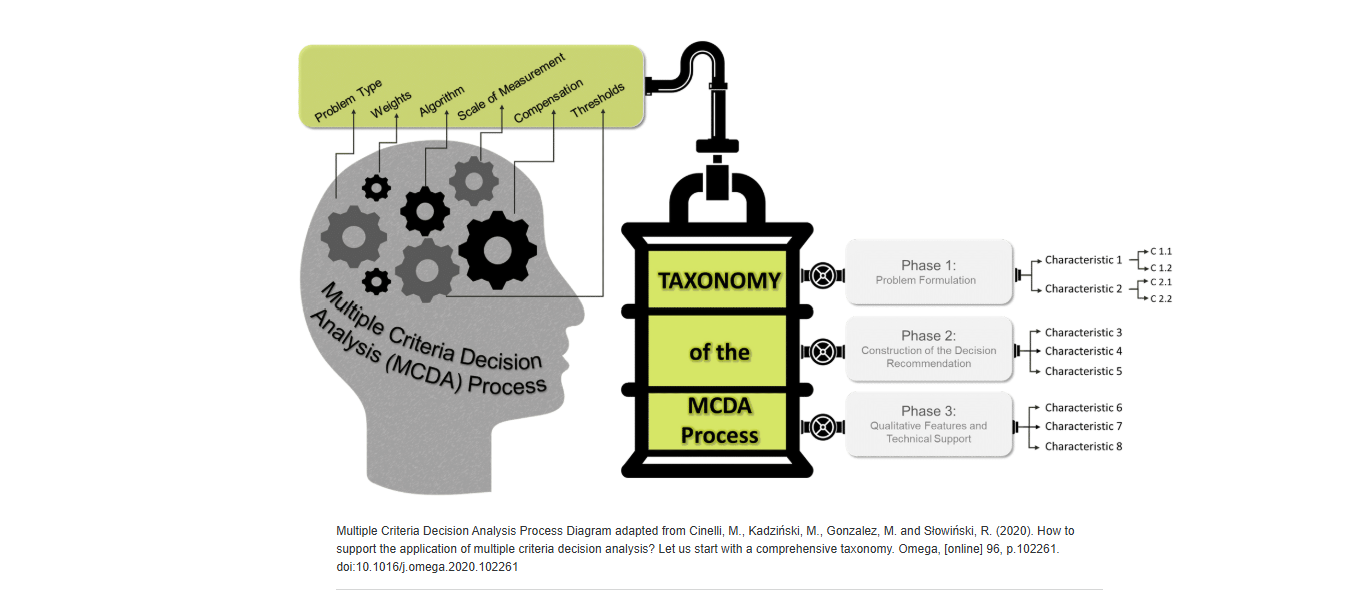 Problem Type
Weights
Algorithm
Scale of Measurement
Compensation
Thresholds
Multiple Criteria Decision
Analysis (MCDA) Process
TAXONOMY
of the
MCDA
Process
Phase 1:
Problem Formulation
Characteristic 1
C 1.1
C 1.2
Characteristic 2
C 2.1
C 2.2
Phase 2:
Construction of the Decision
Recommendation
Characteristic 3
Characteristic 4
Characteristic 5
Phase 3:
Qualitative Features and
Technical Support
Characteristic 6
Characteristic 7
Characteristic 8
Multiple Criteria Decision Analysis Process Diagram adapted from Cinelli, M., Kadziński, M., Gonzalez, M. and Słowiński, R. (2020). How to
support the application of multiple criteria decision analysis? Let us start with a comprehensive taxonomy. Omega, [online] 96, p.102261.
doi:10.1016/j.omega.2020.102261